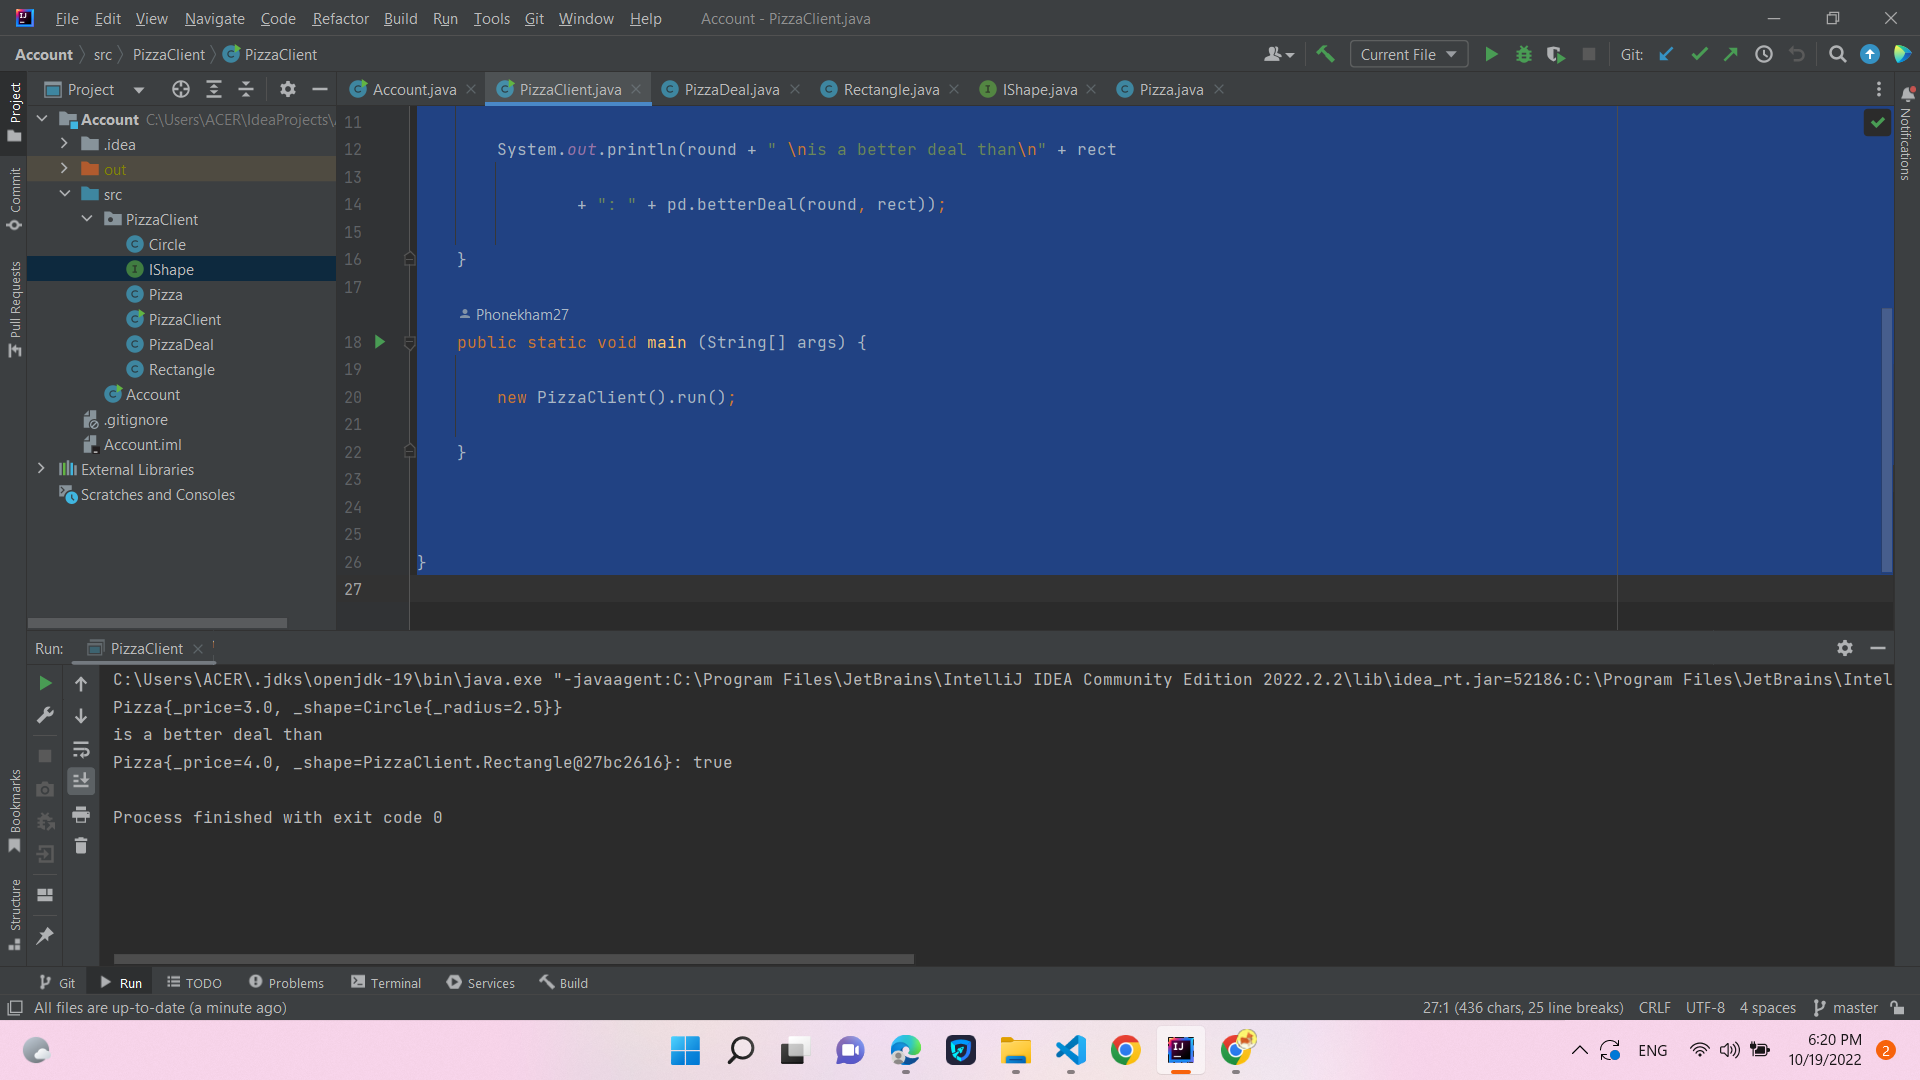 File Edit View Navigate Code Refactor Build Run Tools Git Window Help Account - PizzaClient.java
Account src PizzaClient PizzaClient Current File Git:
Project
Account.java PizzaClient.java PizzaDeal.java Rectangle.java IShape.java Pizza.java
Account C:\Users\ACER\IdeaProjects\
.idea
out
src
PizzaClient
Circle
IShape
Pizza
PizzaClient
PizzaDeal
Rectangle
Account
.gitignore
Account.iml
External Libraries
Scratches and Consoles
Project
Commit
Pull Requests
Bookmarks
Structure
Notifications
11
12 System.out.println(round + " \nis a better deal than\n" + rect
13
14 + ": " + pd.betterDeal(round, rect));
15
16 }
17
Phonekham27
18 public static void main (String[] args) {
19
20 new PizzaClient().run();
21
22 }
23
24
25
26 }
27
Run: PizzaClient
C:\Users\ACER\.jdks\openjdk-19\bin\java.exe "-javaagent:C:\Program Files\JetBrains\IntelliJ IDEA Community Edition 2022.2.2\lib\idea_rt.jar=52186:C:\Program Files\JetBrains\Intel
Pizza{_price=3.0, _shape=Circle{_radius=2.5}}
is a better deal than
Pizza{_price=4.0, _shape=PizzaClient.Rectangle@27bc2616}: true
Process finished with exit code 0
Git Run TODO Problems Terminal Services Build
All files are up-to-date (a minute ago) 27:1 (436 chars, 25 line breaks) CRLF UTF-8 4 spaces master
ENG 6:20 PM
10/19/2022 2